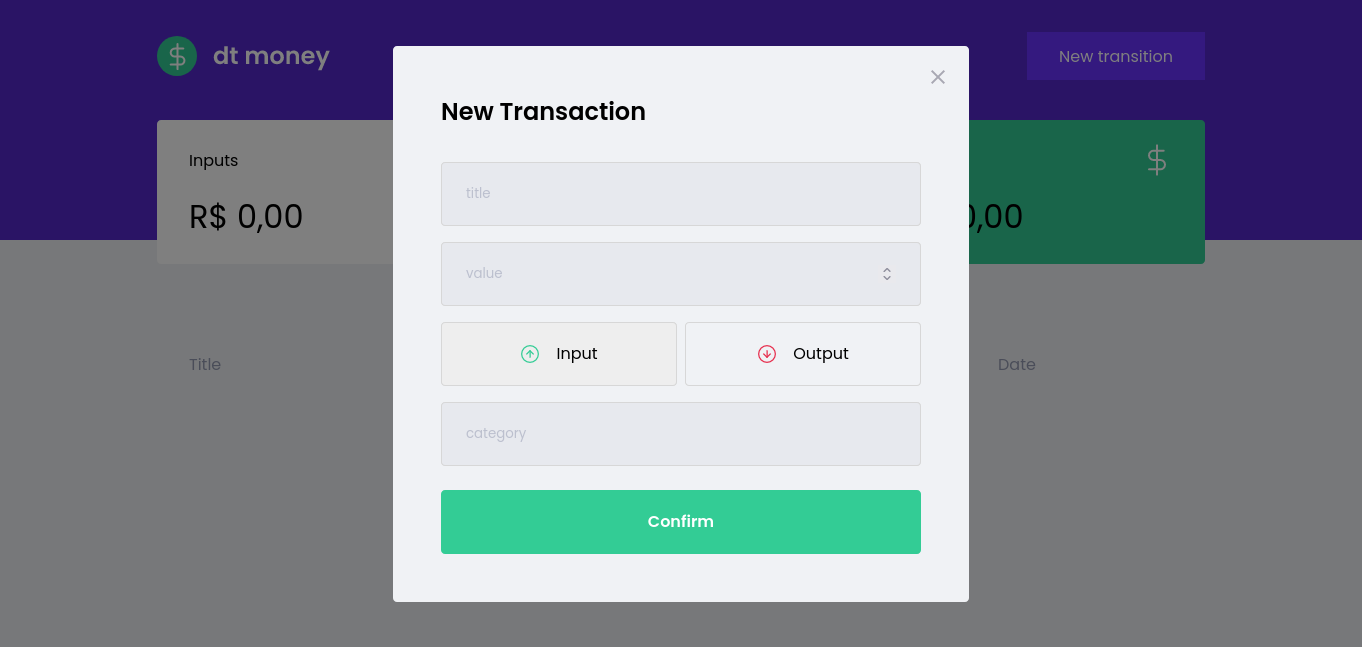 dt money
New transition
Inputs
R$ 0,00
0,00
New Transaction
title
value
Input
Output
category
Confirm
Title
Date